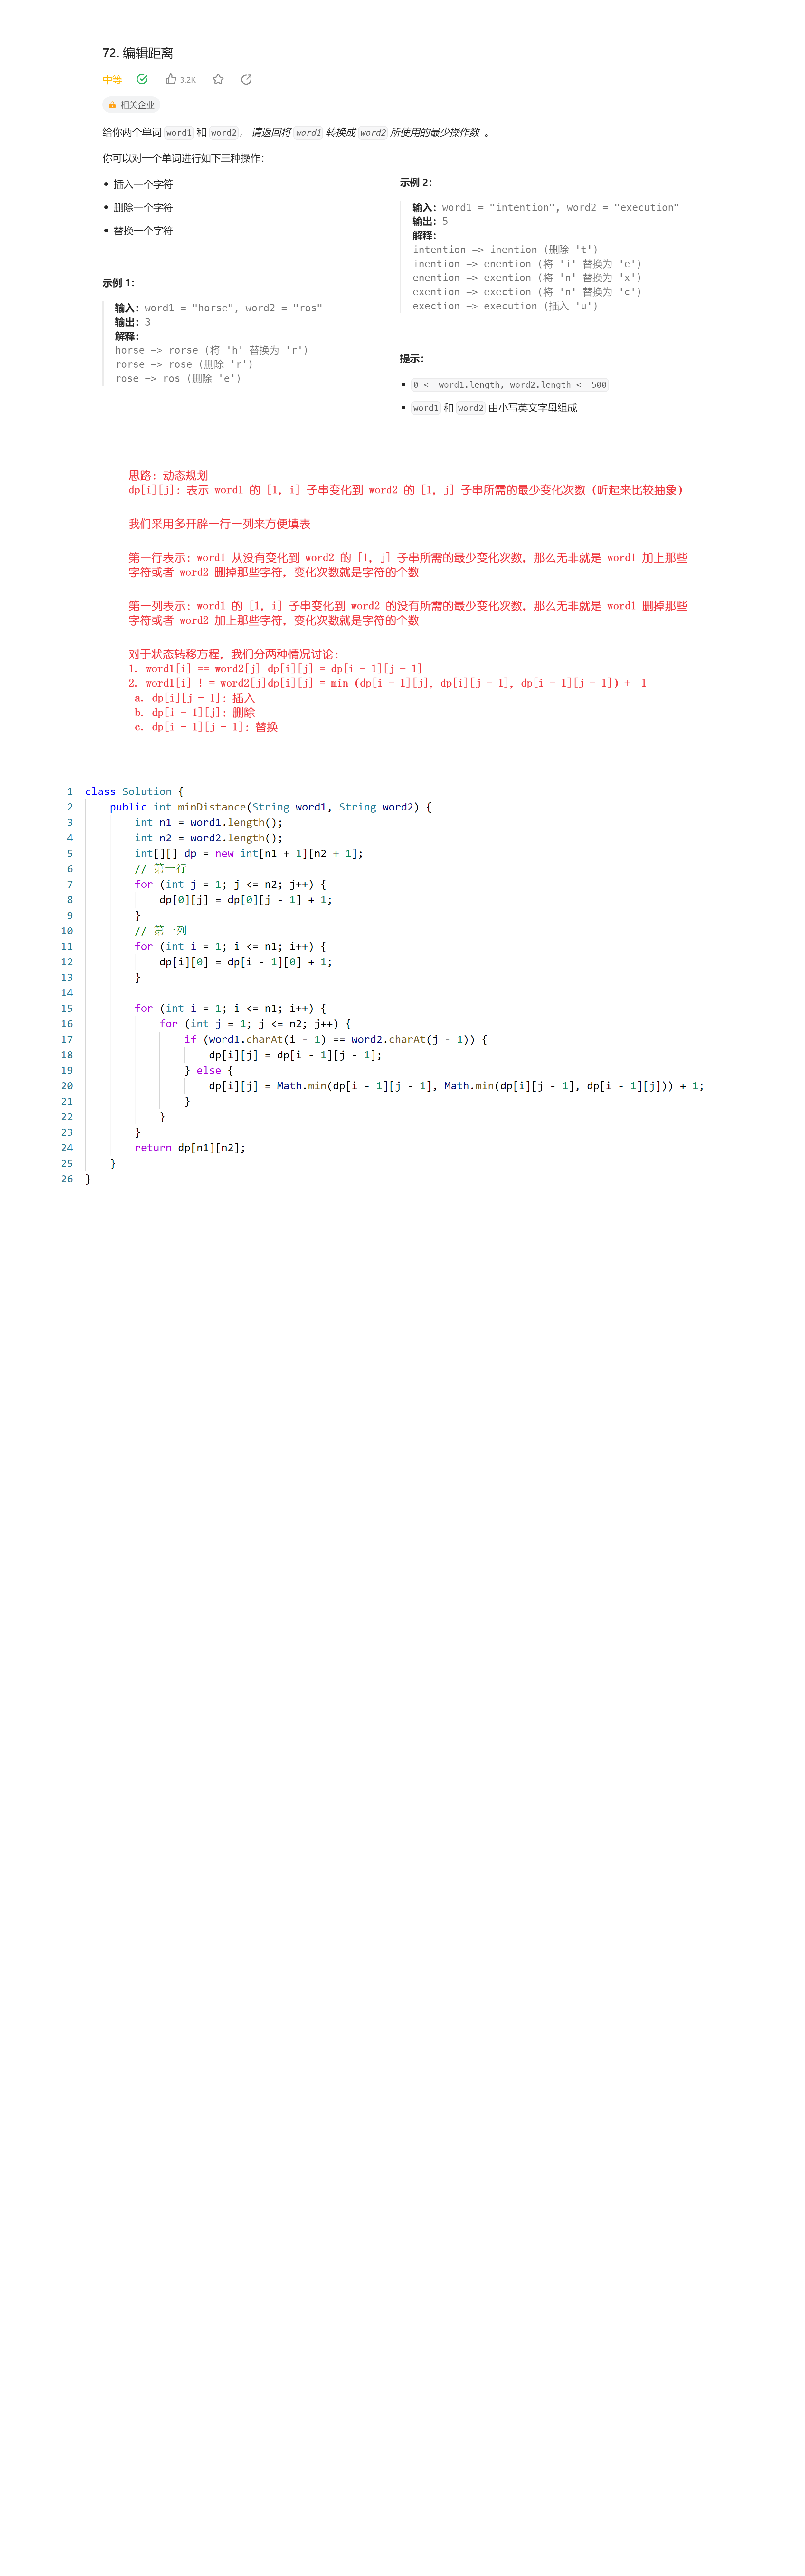 72. 编辑距离
中等 3.2K
相关企业
给你两个单词 word1 和 word2， 请返回将 word1 转换成 word2 所使用的最少操作数 。
你可以对一个单词进行如下三种操作：
• 插入一个字符
• 删除一个字符
• 替换一个字符
示例 1：
输入：word1 = "horse", word2 = "ros"
输出：3
解释：
horse -> rorse (将 'h' 替换为 'r')
rorse -> rose (删除 'r')
rose -> ros (删除 'e')
示例 2：
输入：word1 = "intention", word2 = "execution"
输出：5
解释：
intention -> inention (删除 't')
inention -> enention (将 'i' 替换为 'e')
enention -> exention (将 'n' 替换为 'x')
exention -> exection (将 'n' 替换为 'c')
exection -> execution (插入 'u')
提示：
• 0 <= word1.length, word2.length <= 500
• word1 和 word2 由小写英文字母组成
思路：动态规划
dp[i][j]：表示 word1 的 [1, i] 子串变化到 word2 的 [1, j] 子串所需的最少变化次数（听起来比较抽象）
我们采用多开辟一行一列来方便填表
第一行表示：word1 从没有变化到 word2 的 [1, j] 子串所需的最少变化次数，那么无非就是 word1 加上那些
字符或者 word2 删掉那些字符，变化次数就是字符的个数
第一列表示：word1 的 [1, i] 子串变化到 word2 的没有所需的最少变化次数，那么无非就是 word1 删掉那些
字符或者 word2 加上那些字符，变化次数就是字符的个数
对于状态转移方程，我们分两种情况讨论：
1. word1[i] == word2[j] dp[i][j] = dp[i - 1][j - 1]
2. word1[i] ! = word2[j]dp[i][j] = min (dp[i - 1][j], dp[i][j - 1], dp[i - 1][j - 1]) + 1
a. dp[i][j - 1]：插入
b. dp[i - 1][j]：删除
c. dp[i - 1][j - 1]：替换
1 class Solution {
2 public int minDistance(String word1, String word2) {
3 int n1 = word1.length();
4 int n2 = word2.length();
5 int[][] dp = new int[n1 + 1][n2 + 1];
6 // 第一行
7 for (int j = 1; j <= n2; j++) {
8 dp[0][j] = dp[0][j - 1] + 1;
9 }
10 // 第一列
11 for (int i = 1; i <= n1; i++) {
12 dp[i][0] = dp[i - 1][0] + 1;
13 }
14
15 for (int i = 1; i <= n1; i++) {
16 for (int j = 1; j <= n2; j++) {
17 if (word1.charAt(i - 1) == word2.charAt(j - 1)) {
18 dp[i][j] = dp[i - 1][j - 1];
19 } else {
20 dp[i][j] = Math.min(dp[i - 1][j - 1], Math.min(dp[i][j - 1], dp[i - 1][j])) + 1;
21 }
22 }
23 }
24 return dp[n1][n2];
25 }
26 }